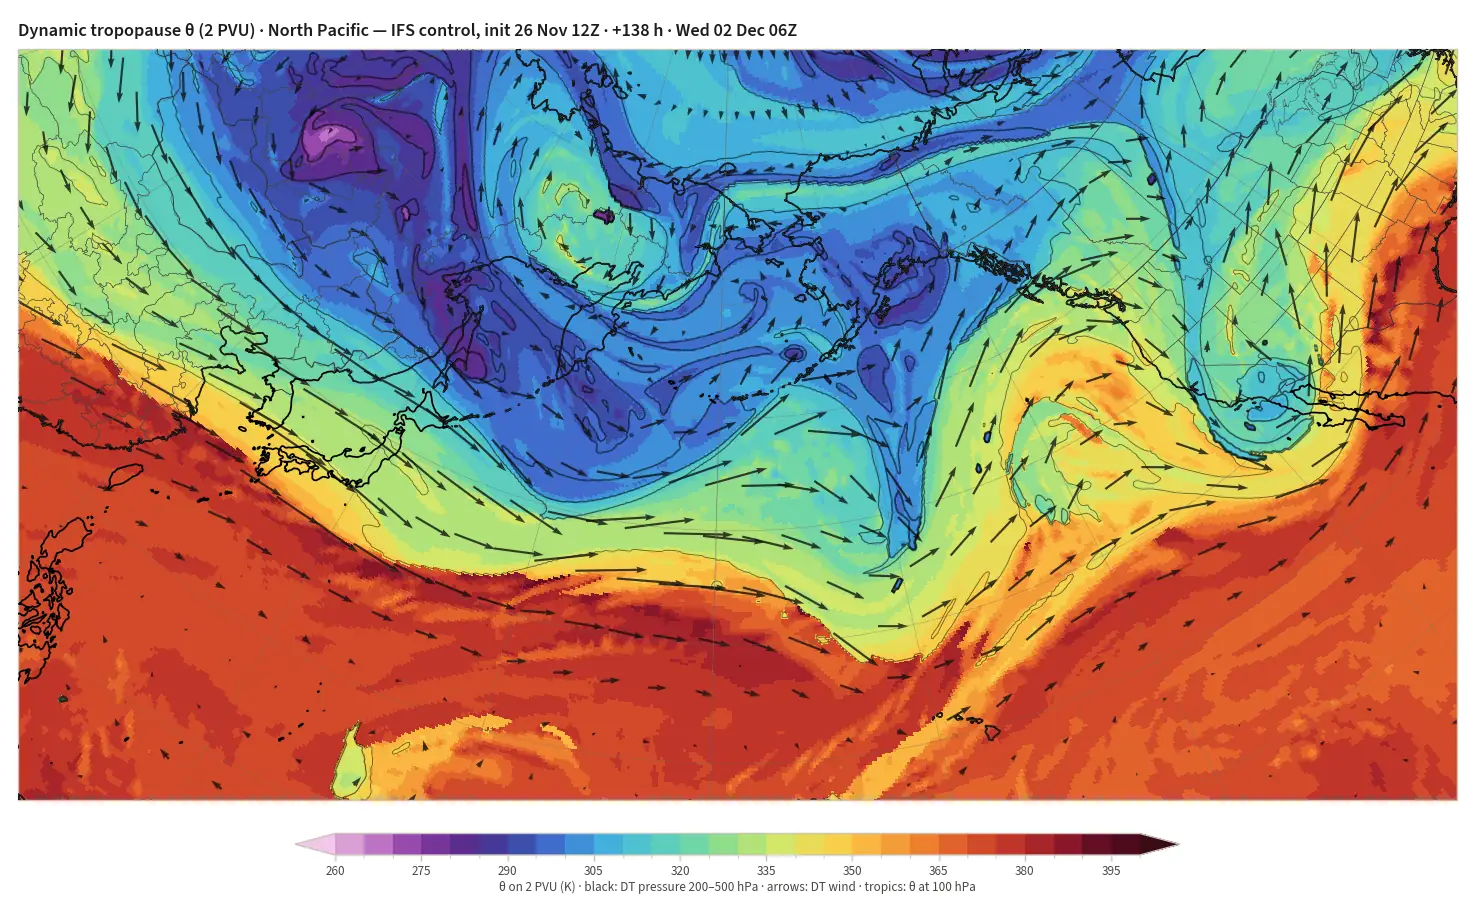 Dynamic tropopause θ (2 PVU) · North Pacific — IFS control, init 26 Nov 12Z · +138 h · Wed 02 Dec 06Z
260 275 290 305 320 335 350 365 380 395
θ on 2 PVU (K) · black: DT pressure 200–500 hPa · arrows: DT wind · tropics: θ at 100 hPa